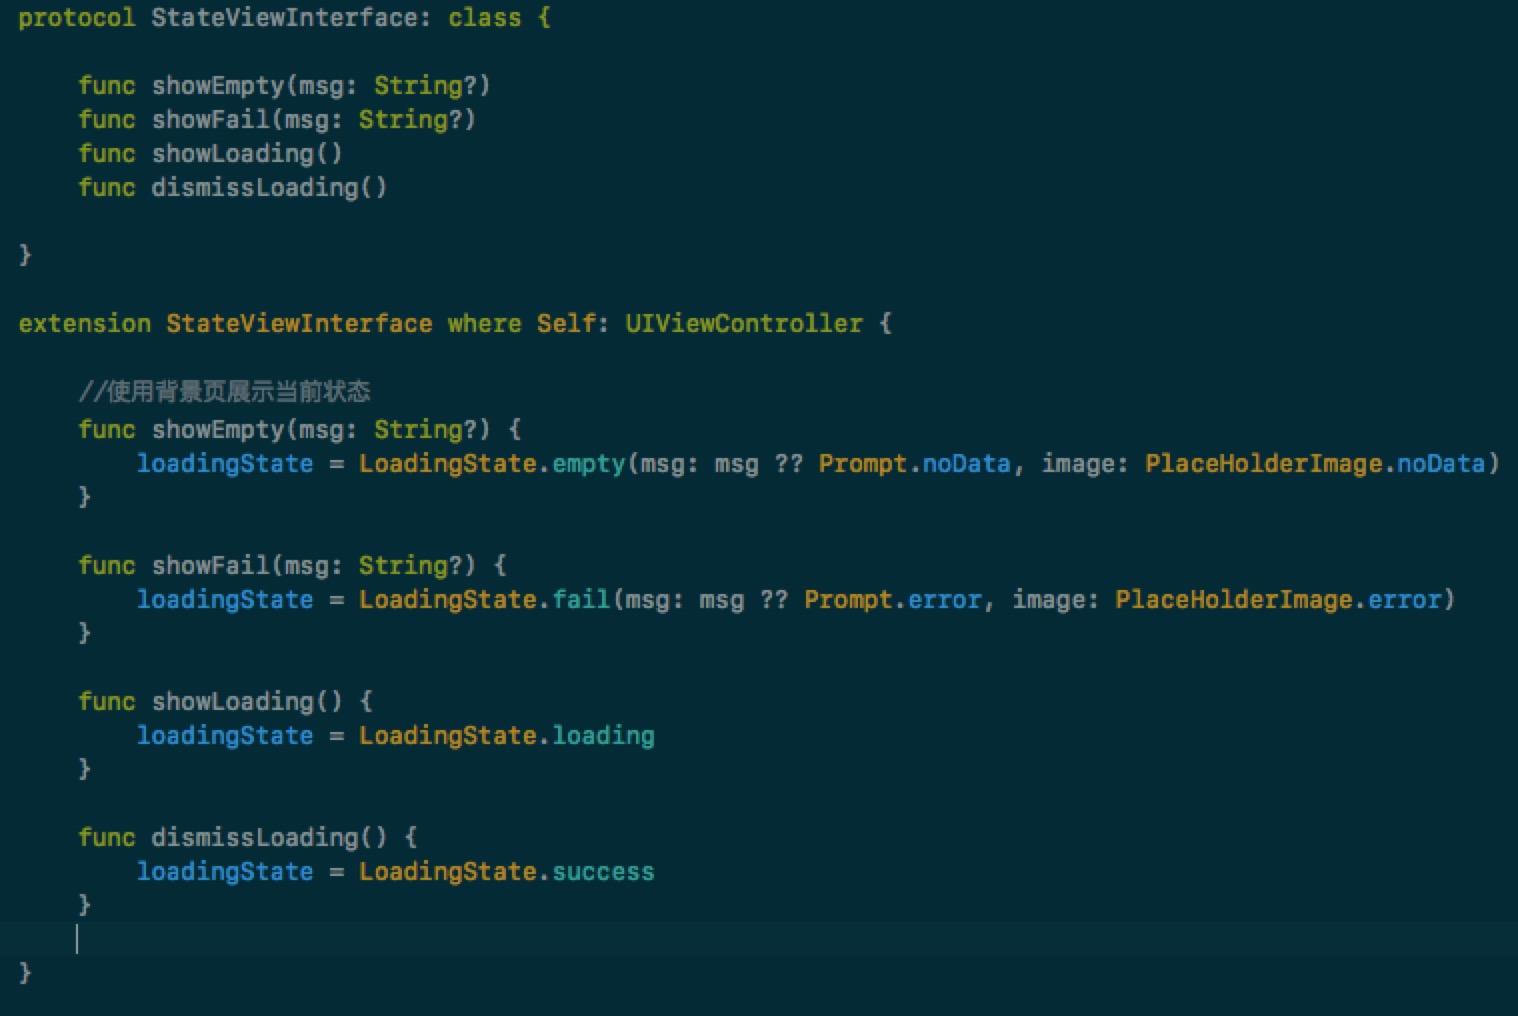 protocol StateViewInterface: class {
func showEmpty(msg: String?)
func showFail(msg: String?)
func showLoading()
func dismissLoading()
}
extension StateViewInterface where Self: UIViewController {
//使用背景页展示当前状态
func showEmpty(msg: String?) {
loadingState = LoadingState.empty(msg: msg ?? Prompt.noData, image: PlaceHolderImage.noData)
}
func showFail(msg: String?) {
loadingState = LoadingState.fail(msg: msg ?? Prompt.error, image: PlaceHolderImage.error)
}
func showLoading() {
loadingState = LoadingState.loading
}
func dismissLoading() {
loadingState = LoadingState.success
}
}